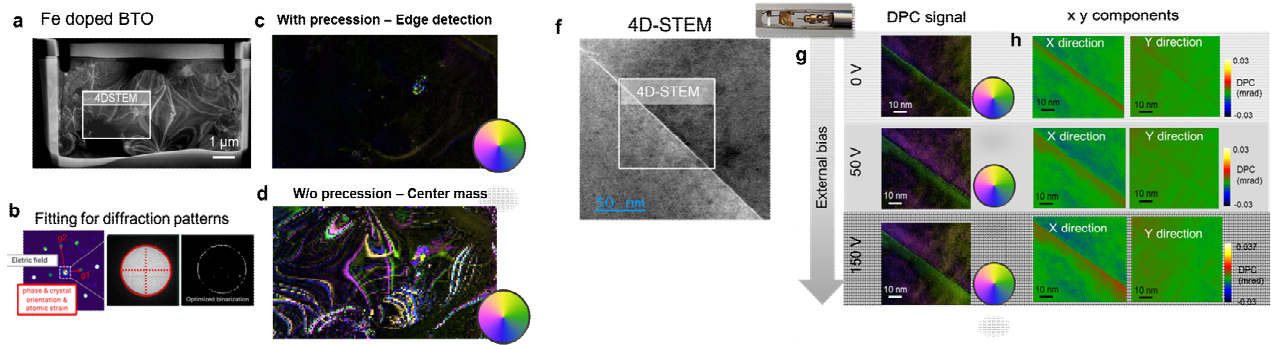 a
Fe doped BTO
4DSTEM
1 μm
b
Fitting for diffraction patterns
g2
g1
Eletric field
phase & crystal
orientation &
atomic strain
Optimized binarization
c
With precession – Edge detection
d
W/o precession – Center mass
f
4D-STEM
4D-STEM
50 nm
External bias
g
DPC signal
0 V
10 nm
50 V
10 nm
150 V
10 nm
h
x y components
X direction
10 nm
Y direction
10 nm
0.03
DPC
(mrad)
-0.03
X direction
10 nm
Y direction
10 nm
0.03
DPC
(mrad)
-0.03
X direction
10 nm
Y direction
10 nm
0.037
DPC
(mrad)
-0.03